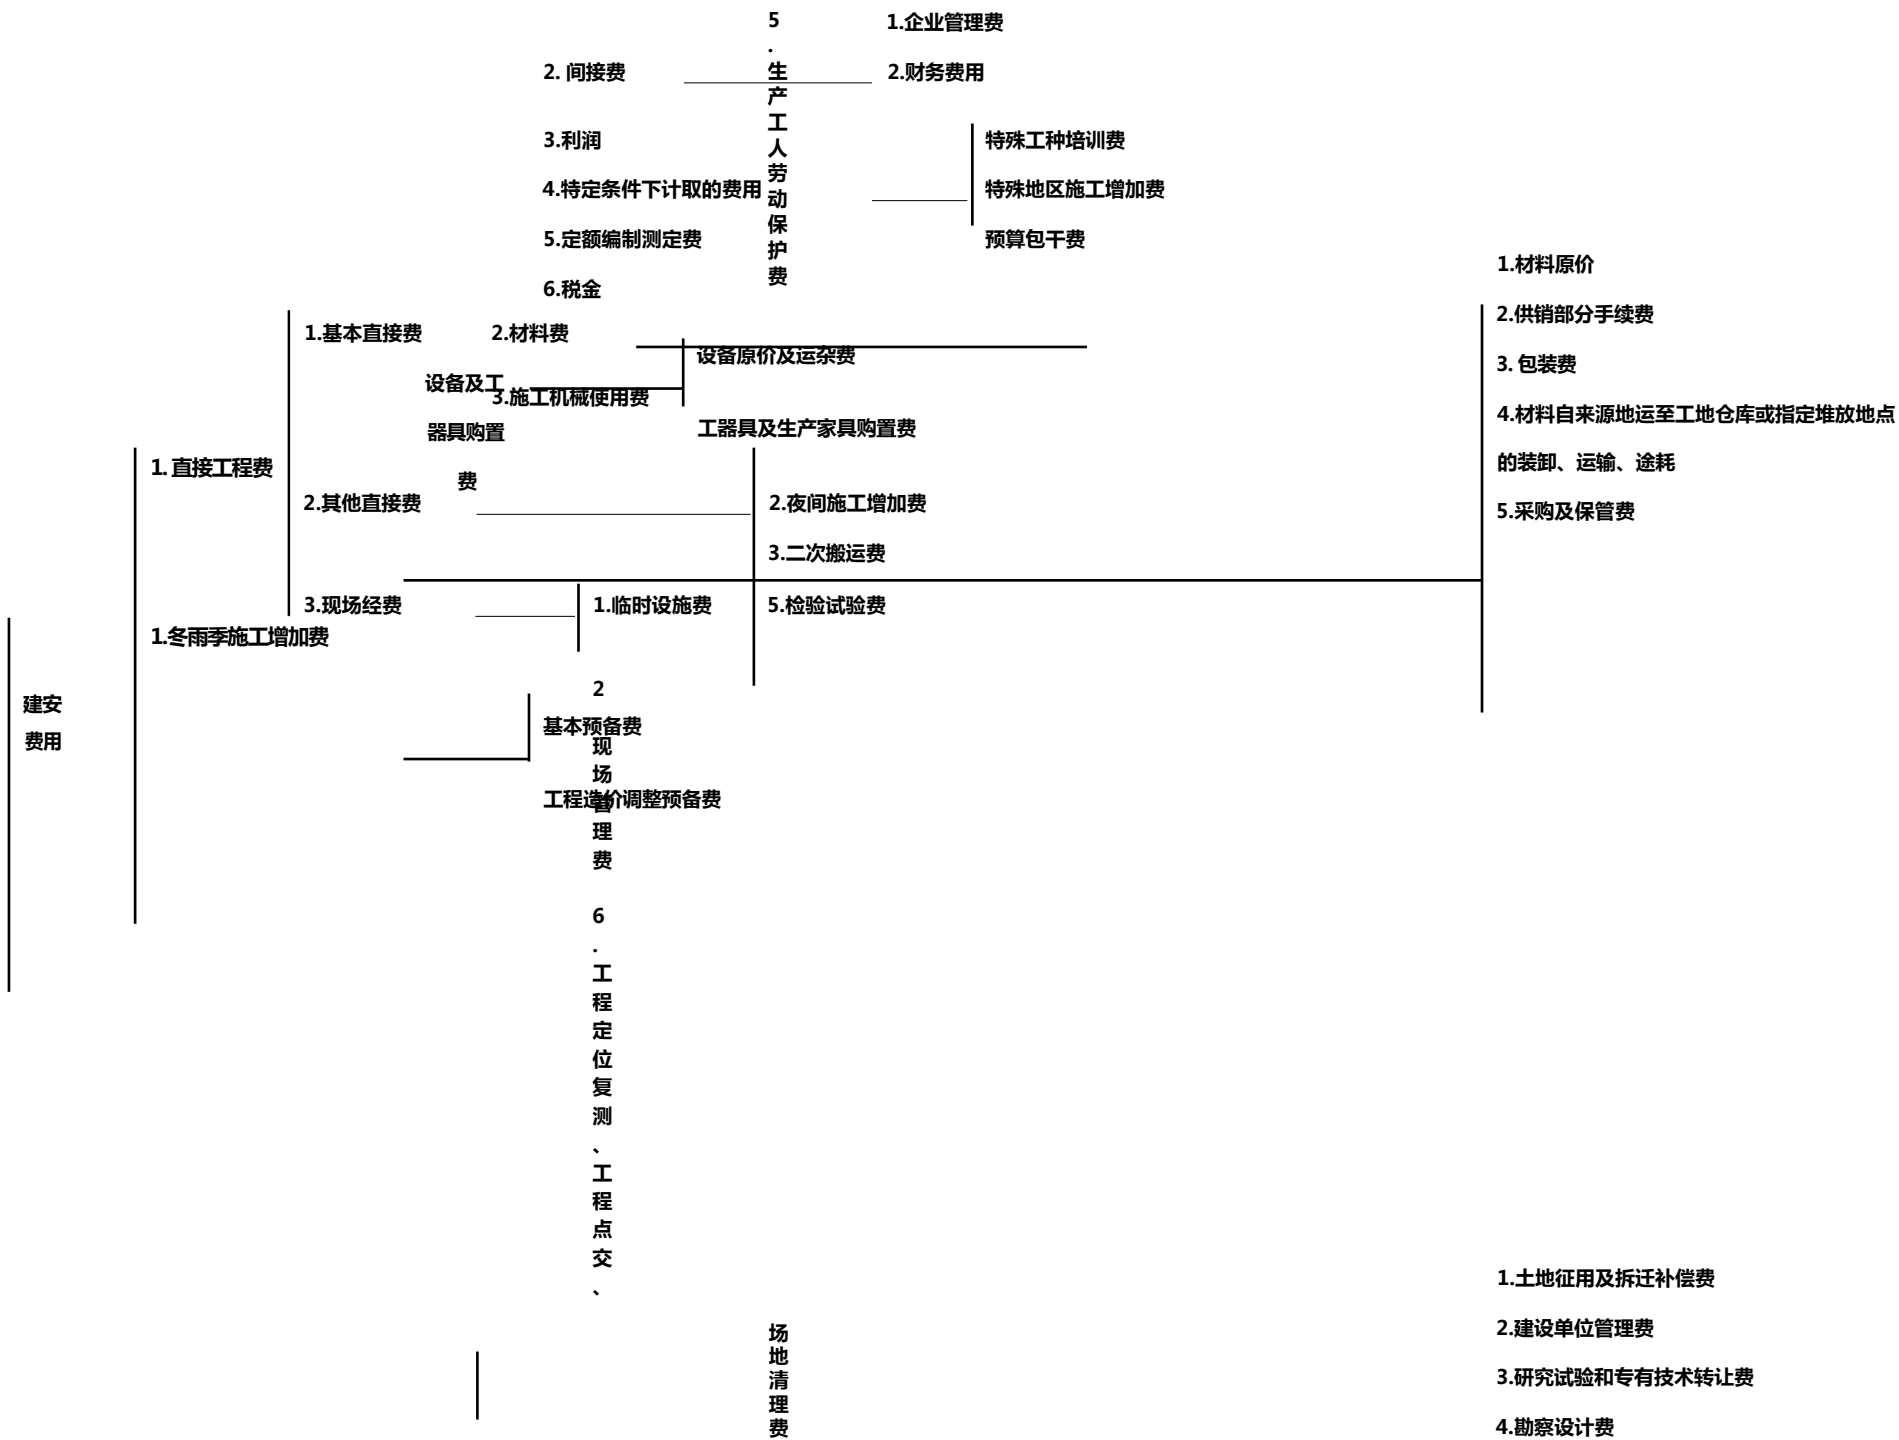 1.企业管理费
2. 间接费
2.财务费用
3.利润
4.特定条件下计取的费用
5.定额编制测定费
6.税金
5.生产工人劳动保护费
特殊工种培训费
特殊地区施工增加费
预算包干费
1.材料原价
2.供销部分手续费
3. 包装费
4.材料自来源地运至工地仓库或指定堆放地点
的装卸、运输、途耗
5.采购及保管费
1.基本直接费
2.材料费
设备原价及运杂费
设备及工
器具购置
费
3.施工机械使用费
工器具及生产家具购置费
1. 直接工程费
2.其他直接费
2.夜间施工增加费
3.二次搬运费
3.现场经费
1.临时设施费
5.检验试验费
1.冬雨季施工增加费
建安
费用
2现场管理费
基本预备费
工程造价调整预备费
6.工程定位复测、工程点交、
场地清理费
1.土地征用及拆迁补偿费
2.建设单位管理费
3.研究试验和专有技术转让费
4.勘察设计费